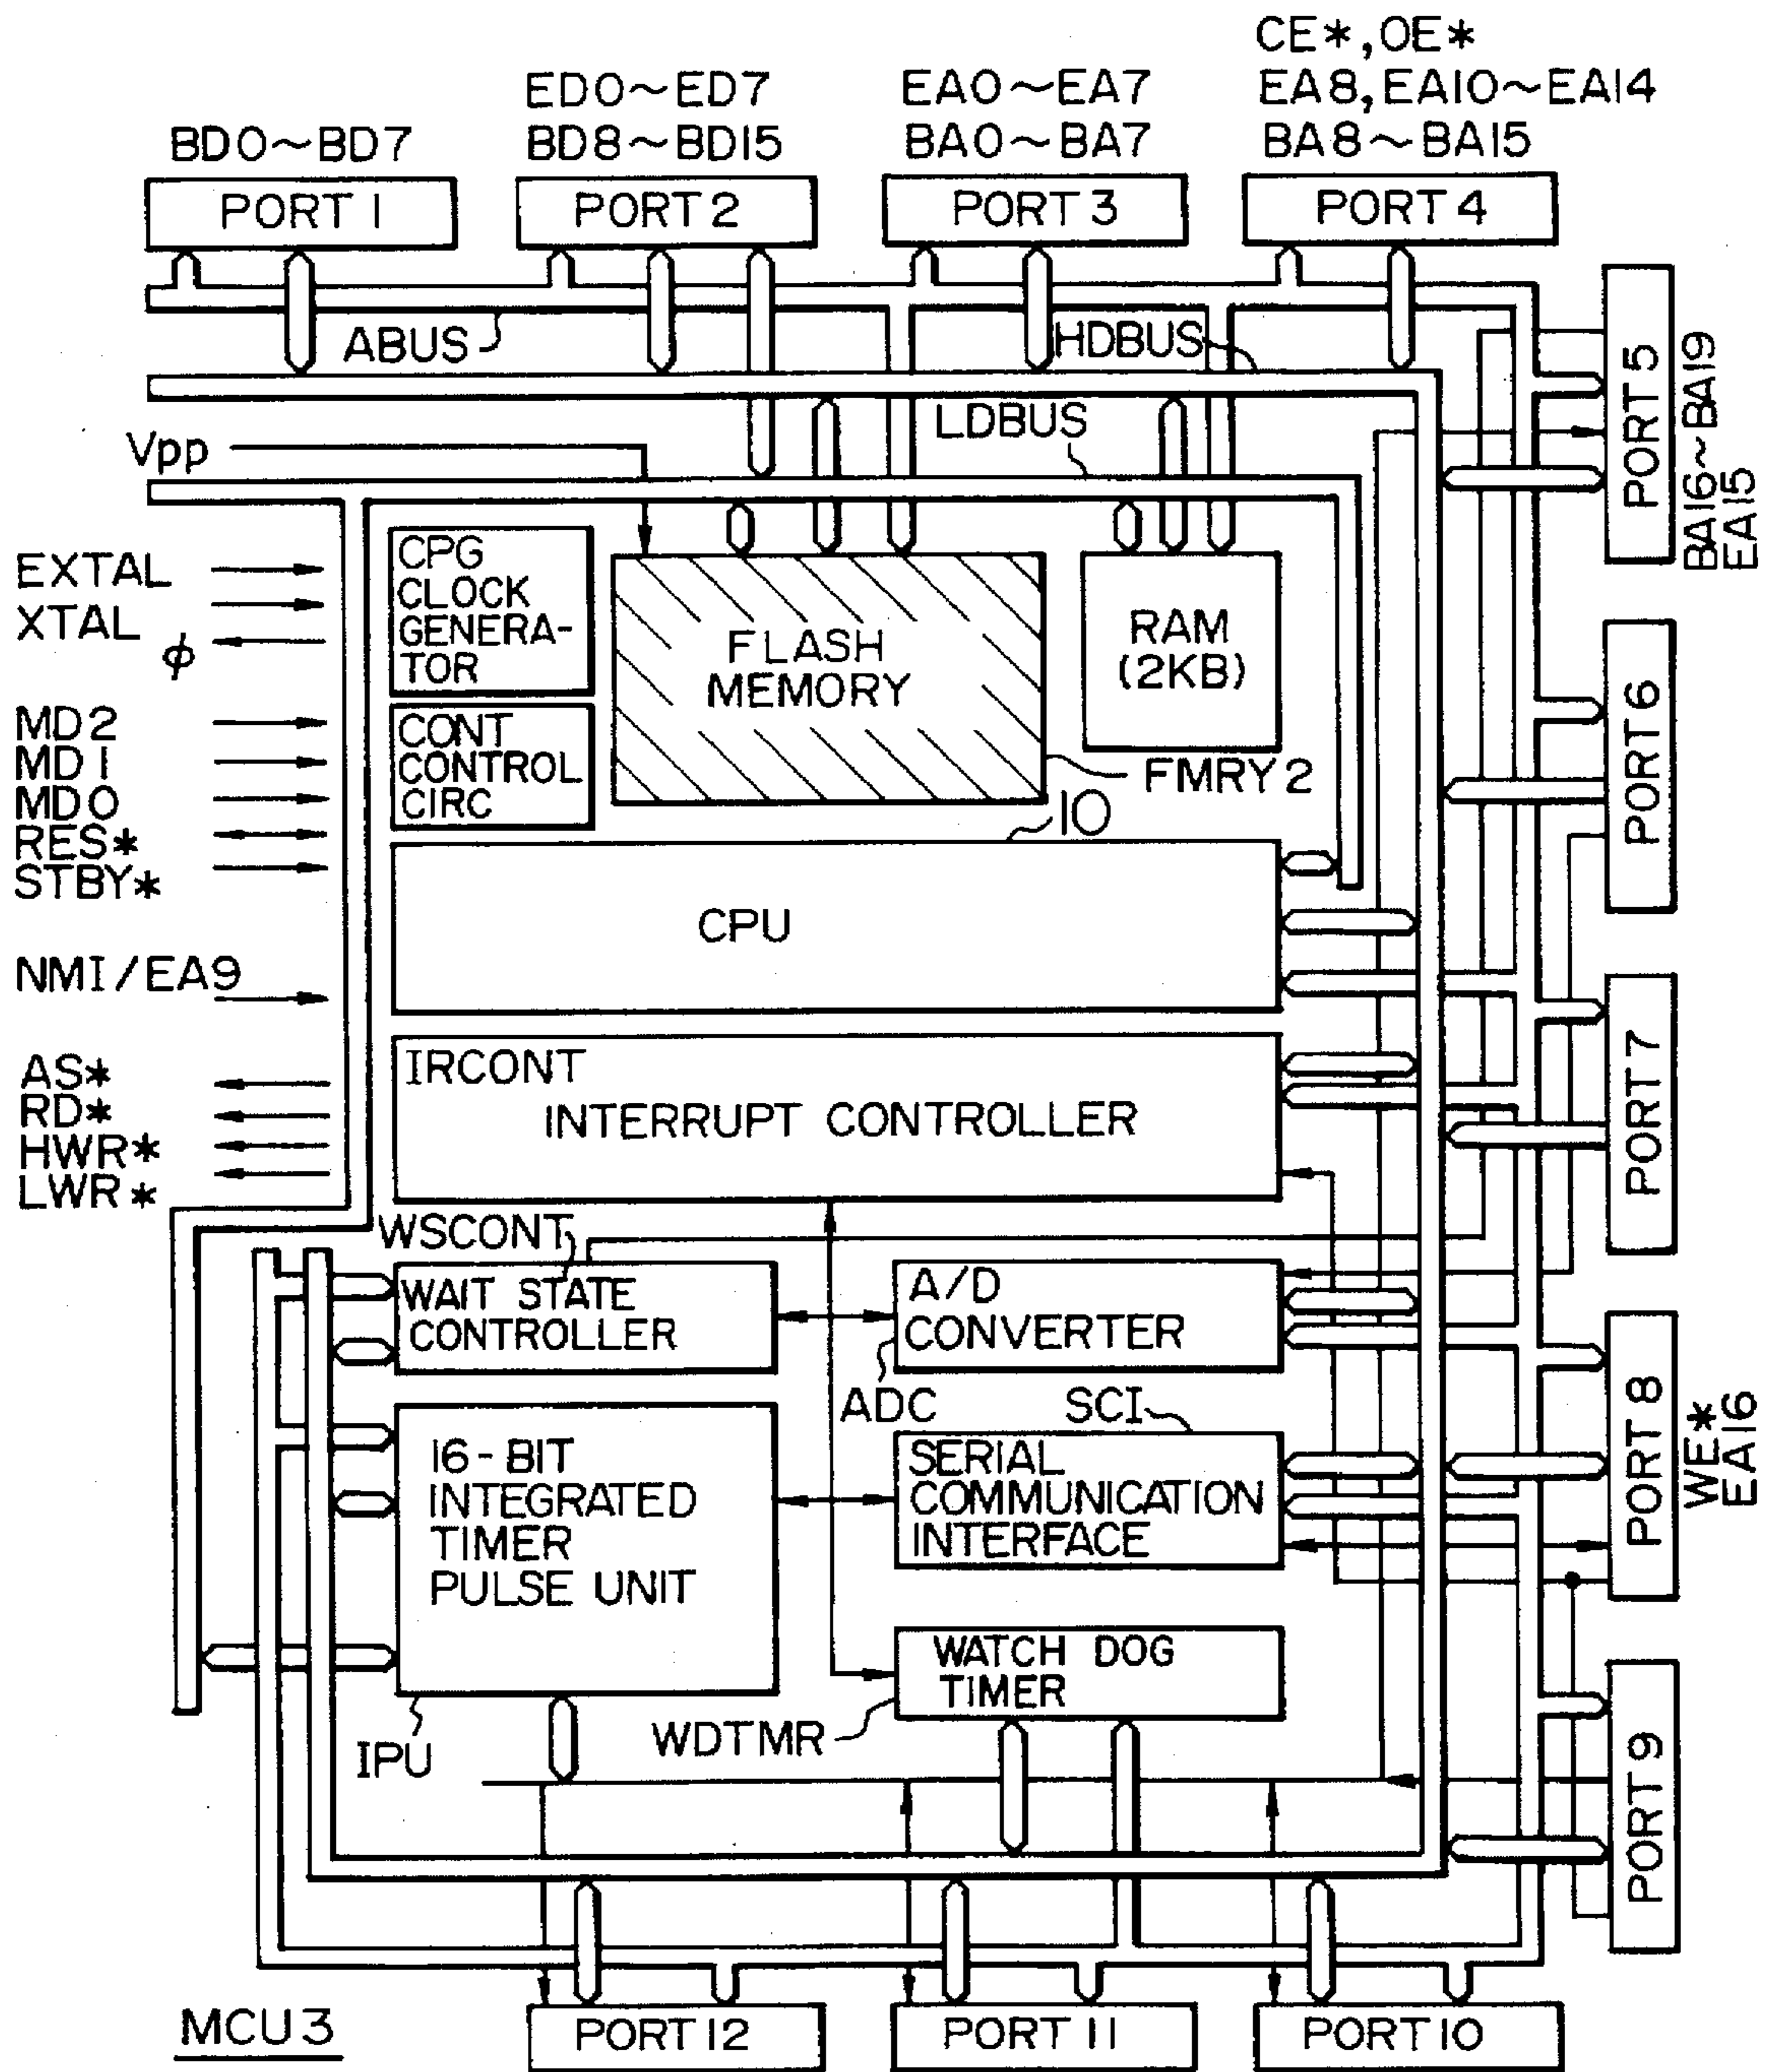 CE*, OE*
ED0~ED7
EA0~EA7
EA8, EA10~EA14
BD0~BD7
BD8~BD15
BA0~BA7
BA8~BA15
PORT 1
PORT 2
PORT 3
PORT 4
ABUS
HDBUS
LDBUS
Vpp
PORT 5
BA16~BA19
EA15
EXTAL
XTAL
φ
CPG
CLOCK
GENERA-
TOR
FLASH
MEMORY
RAM
(2KB)
PORT 6
MD2
MD1
MD0
RES*
STBY*
CONT
CONTROL
CIRC
FMRY 2
10
CPU
NMI/EA9
PORT 7
AS*
RD*
HWR*
LWR*
IRCONT
INTERRUPT CONTROLLER
WSCONT
WAIT STATE
CONTROLLER
A/D
CONVERTER
ADC
SCI
PORT 8
WE*
EA16
16-BIT
INTEGRATED
TIMER
PULSE UNIT
SERIAL
COMMUNICATION
INTERFACE
WATCH DOG
TIMER
IPU
WDTMR
PORT 9
MCU3
PORT 12
PORT 11
PORT 10